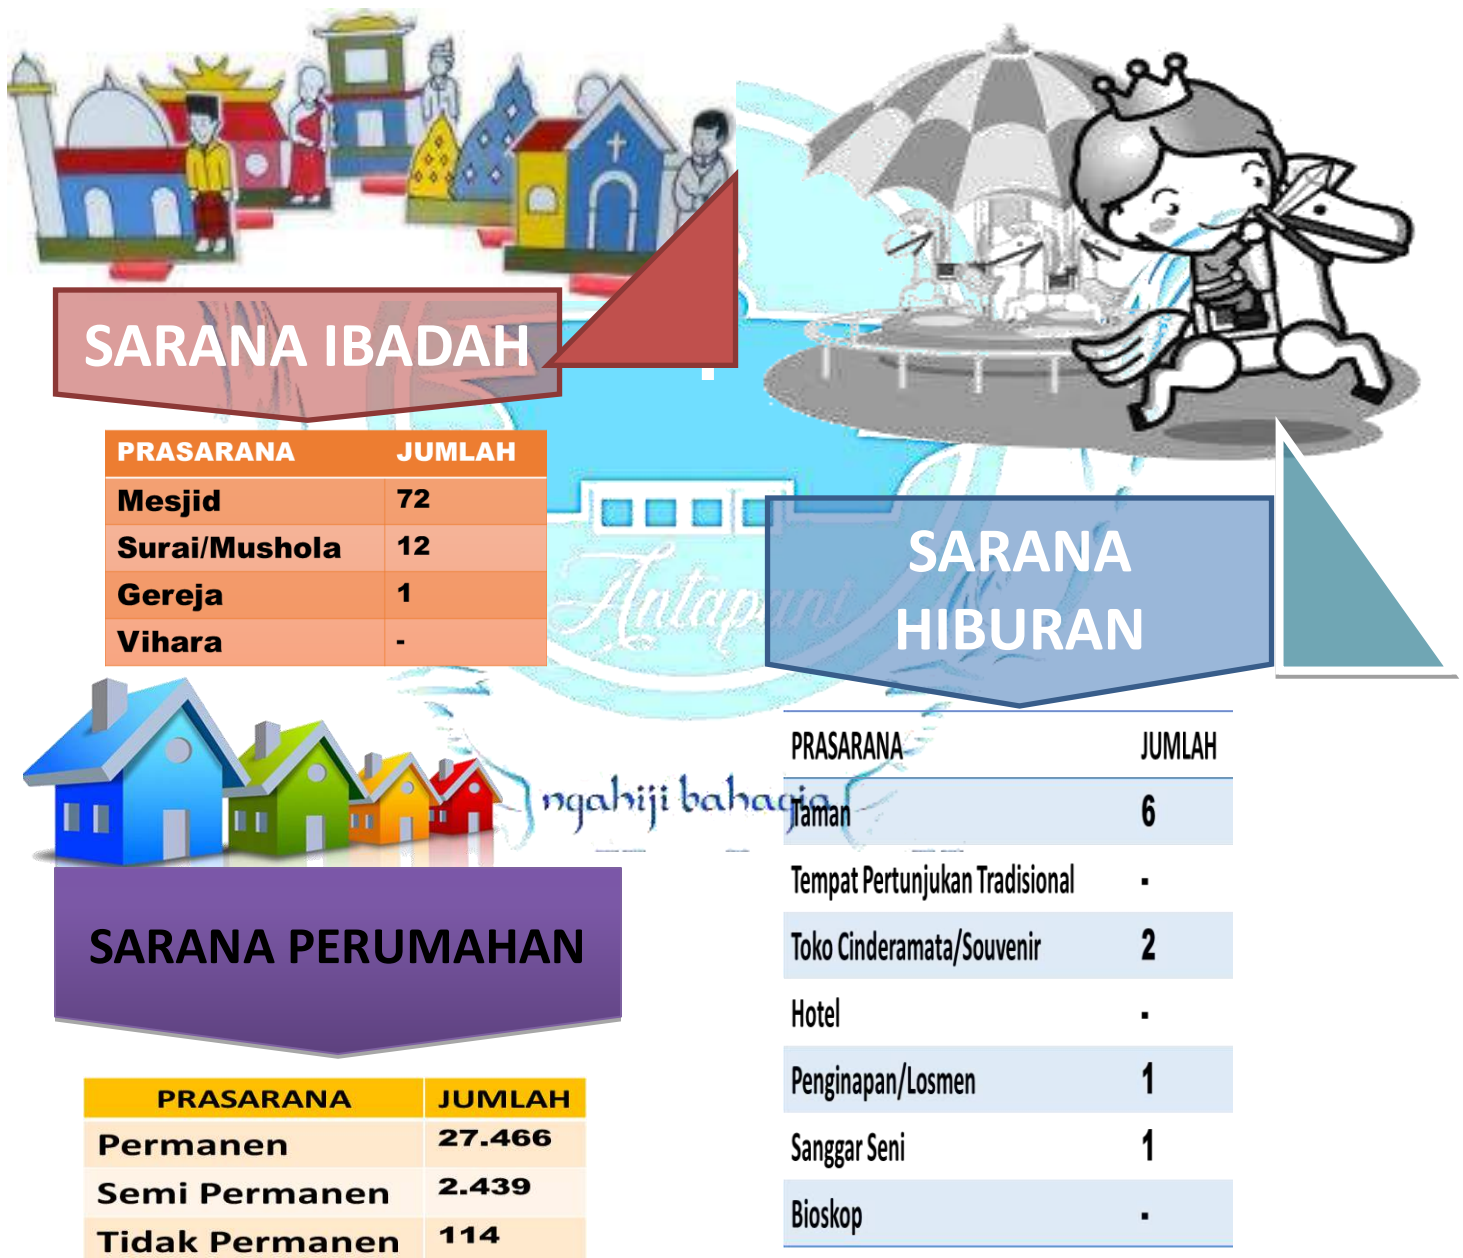 SARANA IBADAH
PRASARANA JUMLAH
Mesjid 72
Surai/Mushola 12
Gereja 1
Vihara -
Antapani
SARANA
HIBURAN
ngahiji bahagia
PRASARANA JUMLAH
Taman 6
Tempat Pertunjukan Tradisional -
Toko Cinderamata/Souvenir 2
Hotel -
Penginapan/Losmen 1
Sanggar Seni 1
Bioskop -
SARANA PERUMAHAN
PRASARANA JUMLAH
Permanen 27.466
Semi Permanen 2.439
Tidak Permanen 114